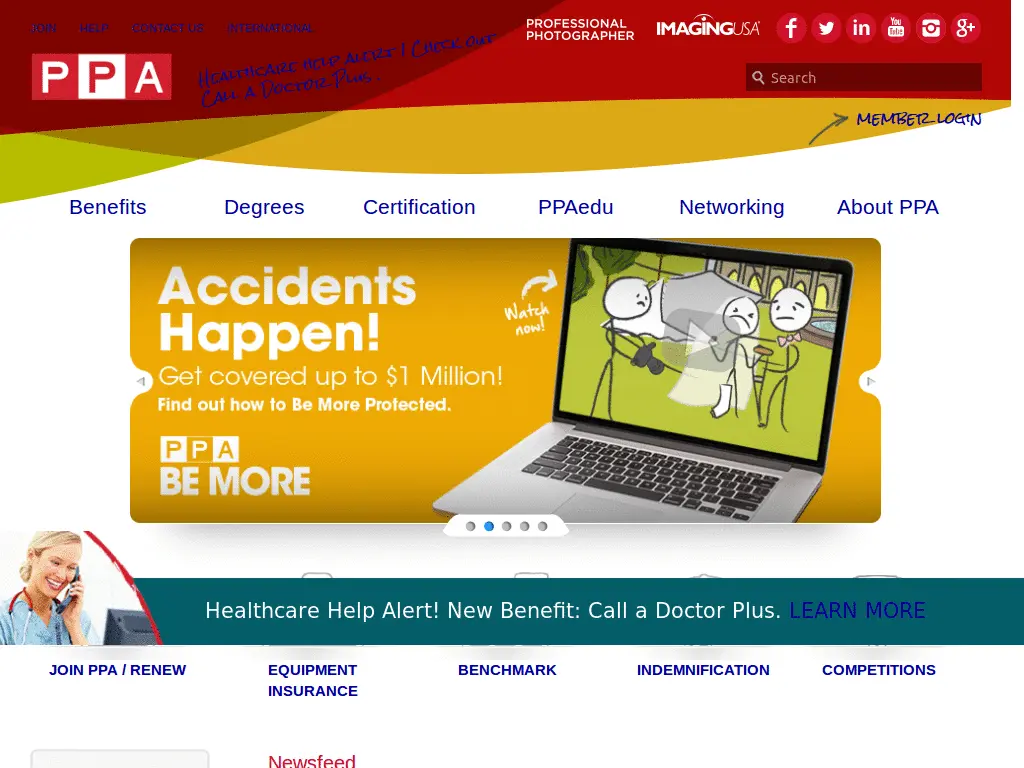 JOIN HELP CONTACT US INTERNATIONAL
PROFESSIONAL
PHOTOGRAPHER
IMAGINGUSA
f
in
You
Tube
g+
PPA
Healthcare help alert! Check out
Call a Doctor Plus.
Search
MEMBER LOGIN
Benefits Degrees Certification PPAedu Networking About PPA
Accidents
Happen!
Get covered up to $1 Million!
Find out how to Be More Protected.
Watch
now!
PPA
BE MORE
Healthcare Help Alert! New Benefit: Call a Doctor Plus. LEARN MORE
JOIN PPA / RENEW
EQUIPMENT
INSURANCE
BENCHMARK
INDEMNIFICATION
COMPETITIONS
Newsfeed